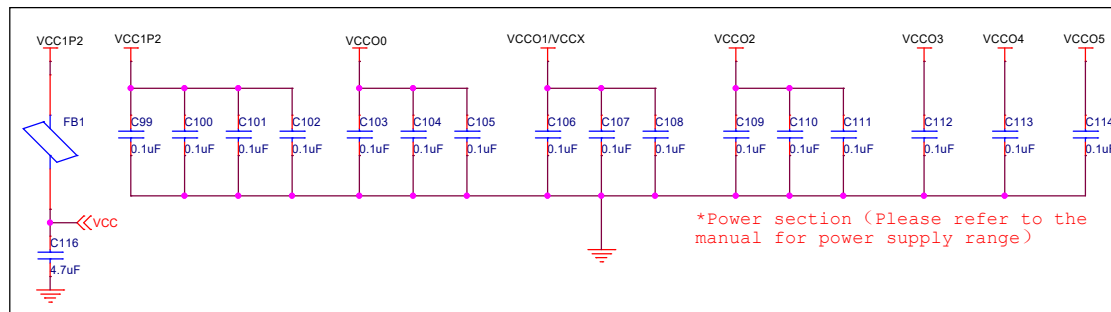 VCC1P2 VCC1P2 VCCO0 VCCO1/VCCX VCCO2 VCCO3 VCCO4 VCCO5
FB1 C99 C100 C101 C102 C103 C104 C105 C106 C107 C108 C109 C110 C111 C112 C113 C114
0.1uF 0.1uF 0.1uF 0.1uF 0.1uF 0.1uF 0.1uF 0.1uF 0.1uF 0.1uF 0.1uF 0.1uF 0.1uF 0.1uF 0.1uF 0.1uF
VCC
*Power section（Please refer to the
manual for power supply range）
C116
4.7uF